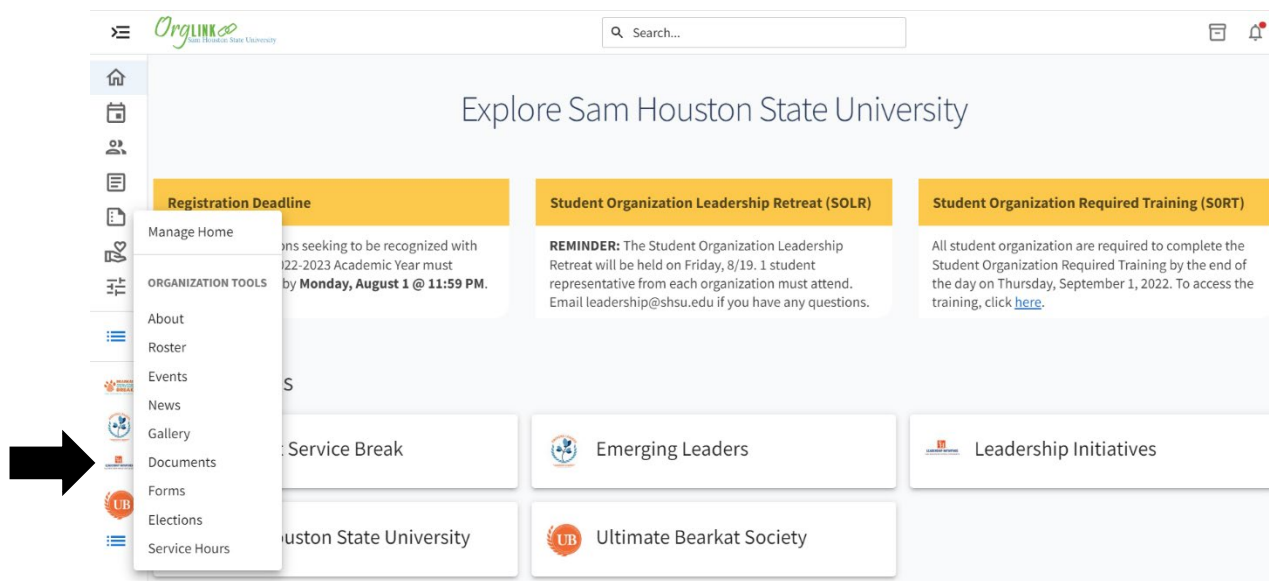 OrgLINK
Sam Houston State University
Search...
Explore Sam Houston State University
Registration Deadline
ons seeking to be recognized with
022-2023 Academic Year must
by Monday, August 1 @ 11:59 PM.
Student Organization Leadership Retreat (SOLR)
REMINDER: The Student Organization Leadership
Retreat will be held on Friday, 8/19. 1 student
representative from each organization must attend.
Email leadership@shsu.edu if you have any questions.
Student Organization Required Training (S0RT)
All student organization are required to complete the
Student Organization Required Training by the end of
the day on Thursday, September 1, 2022. To access the
training, click here.
Manage Home
ORGANIZATION TOOLS
About
Roster
Events
News
Gallery
Documents
Forms
Elections
Service Hours
s
UB
t Service Break
Emerging Leaders
Leadership Initiatives
uston State University
UB
Ultimate Bearkat Society